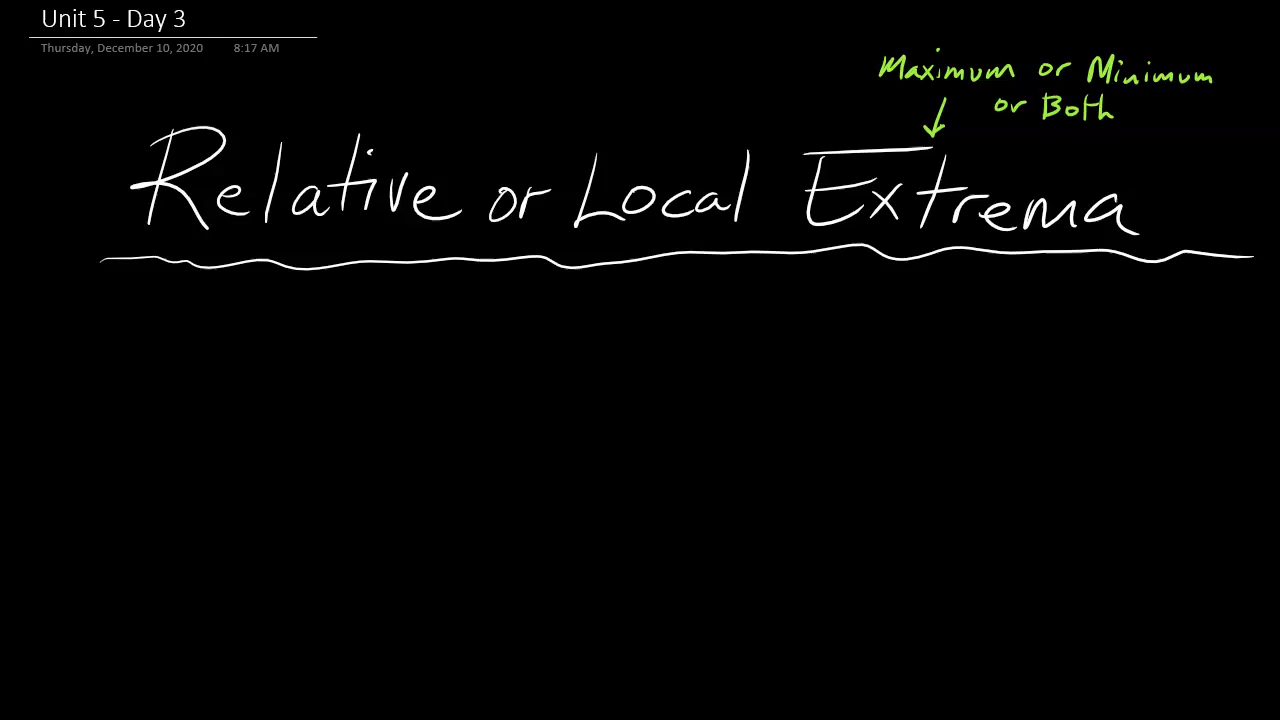 Unit 5 - Day 3
Thursday, December 10, 2020 8:17 AM
Maximum or Minimum
or Both
Relative or Local Extrema